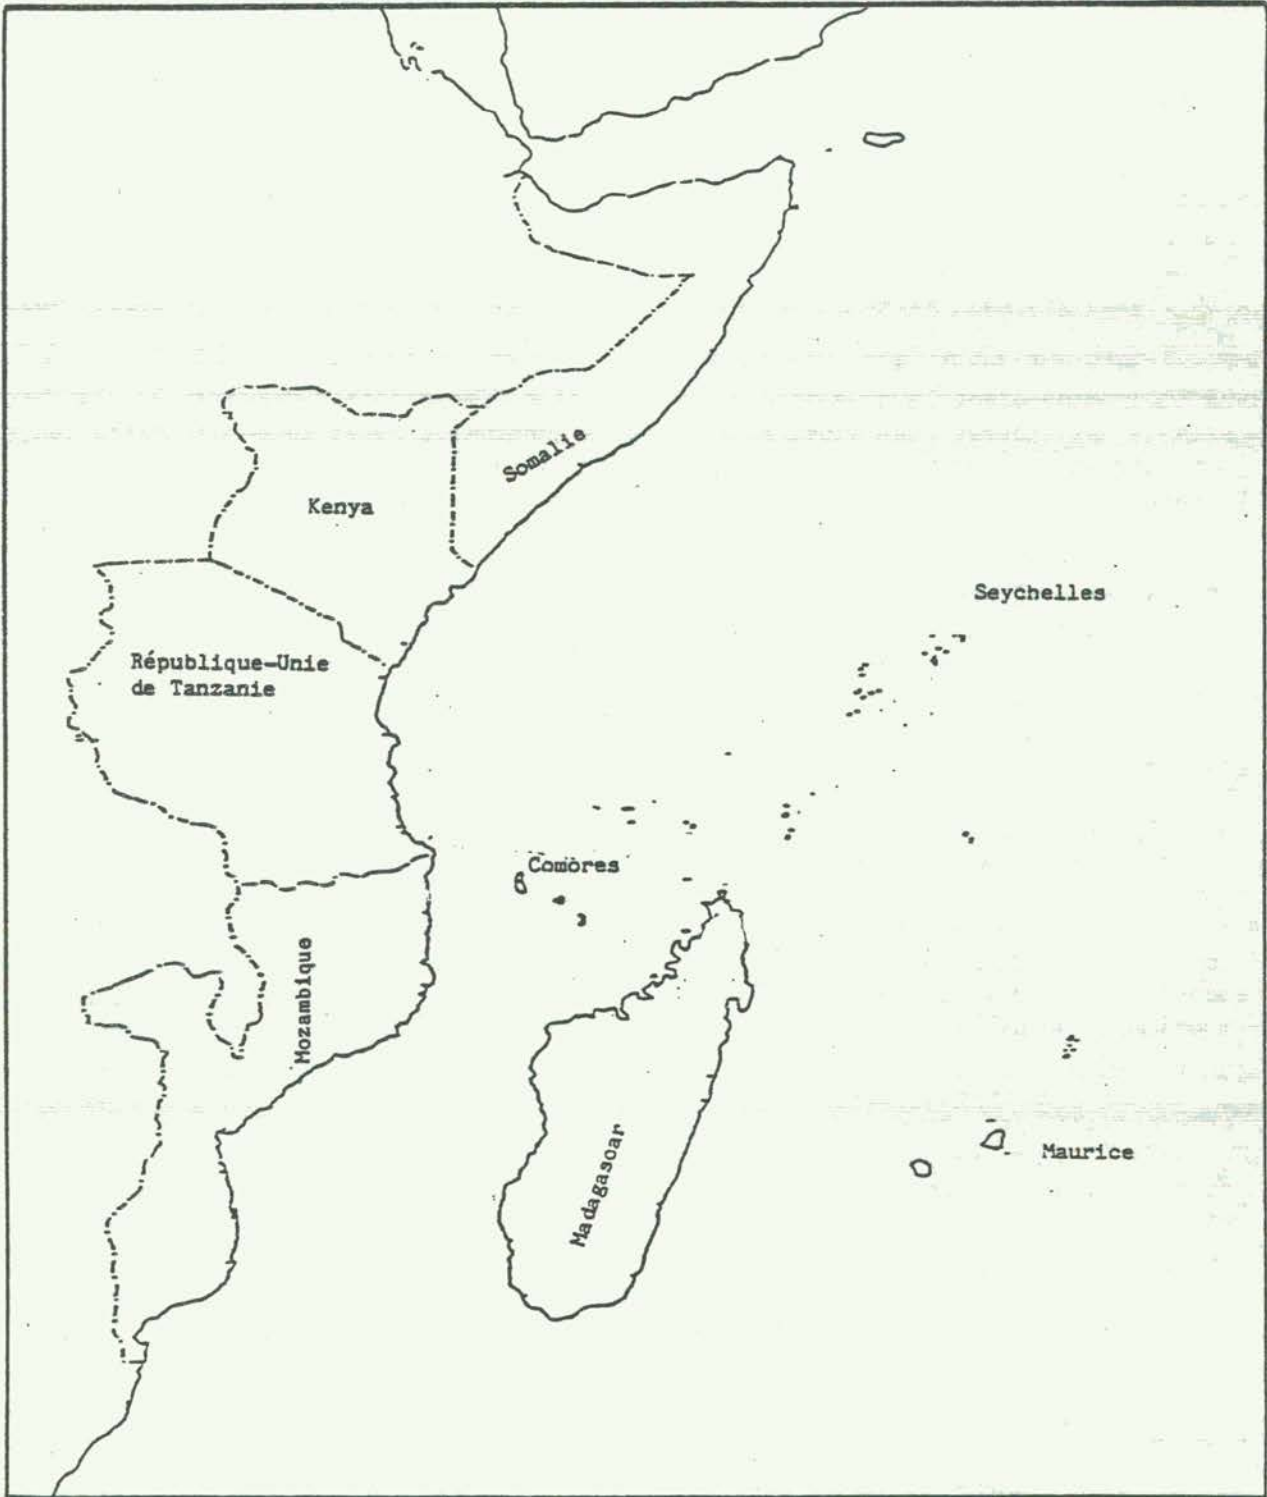 Somalie
Kenya
Seychelles
République-Unie
de Tanzanie
Comores
Mozambique
Madagascar
Maurice